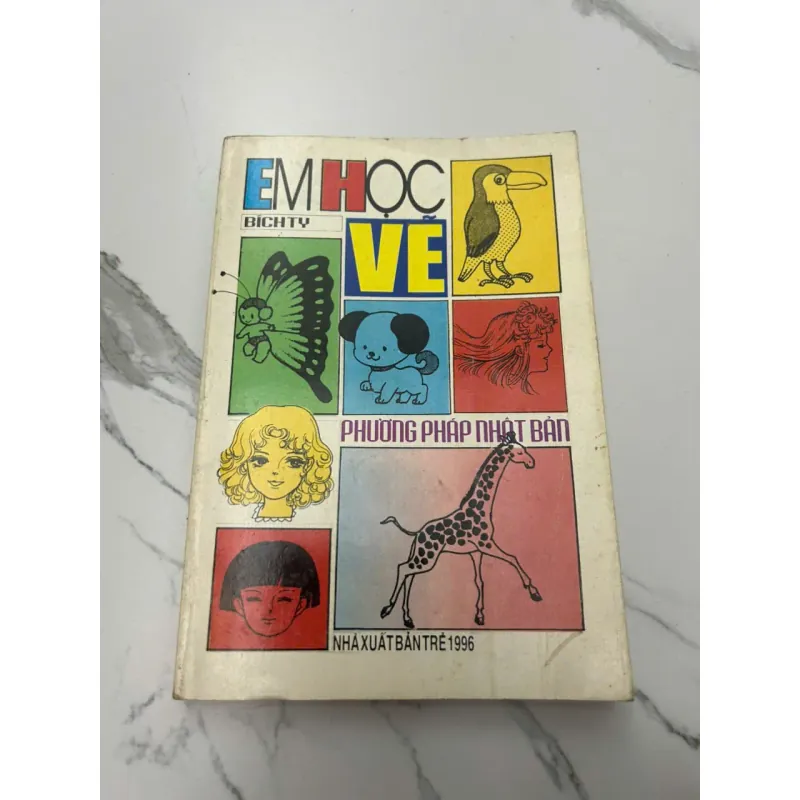 EM HỌC
BÍCH TY
VẼ
PHƯƠNG PHÁP NHẬT BẢN
NHÀ XUẤT BẢN TRẺ 1996